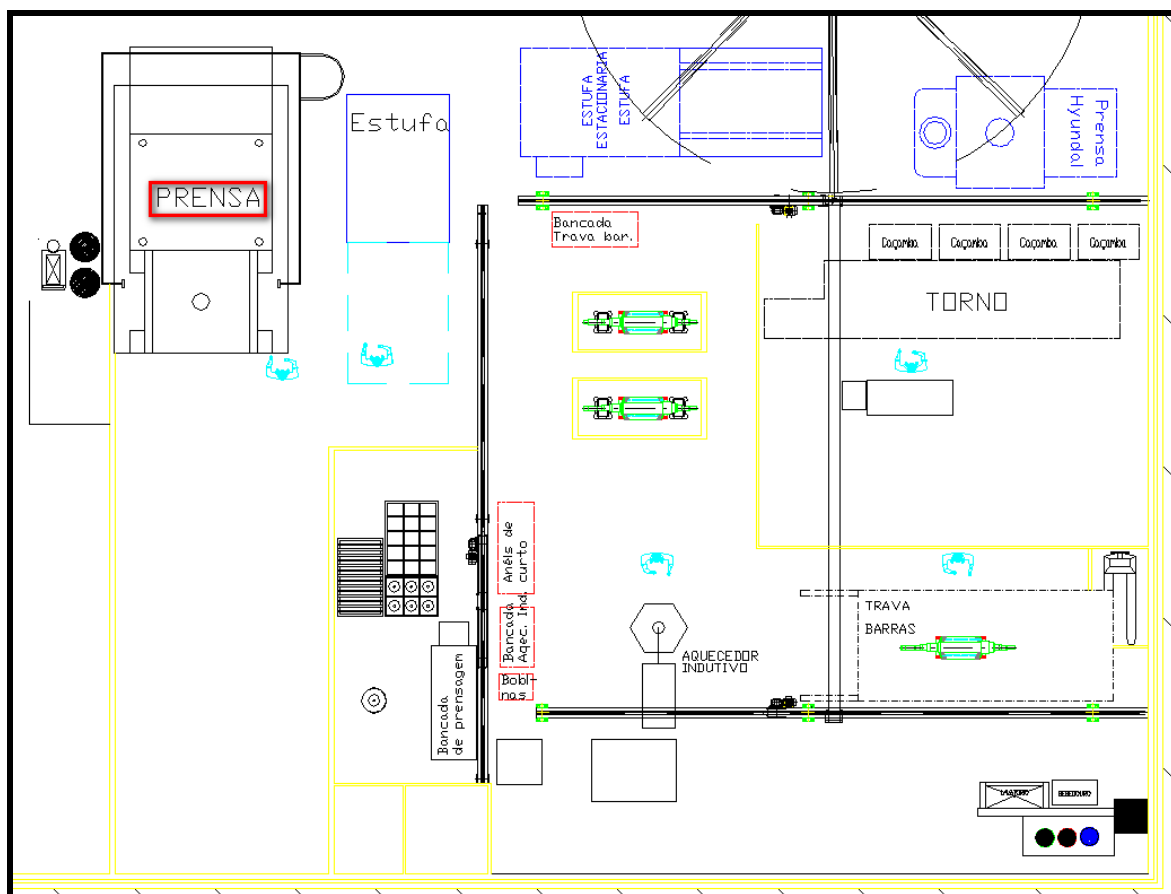 PRENSA
Estufa
ESTUFA
ESTACIONARIA
ESTUFA
Prensa
Hyundai
Bancada
Trava bar.
Caçamba
Caçamba
Caçamba
Caçamba
TORNO
Anéis de
Ind. curto
Bancada
Aqec.
Bobi-
nas
Bancada
de prensagem
AQUECEDOR
INDUTIVO
TRAVA
BARRAS
BEBEDOURO